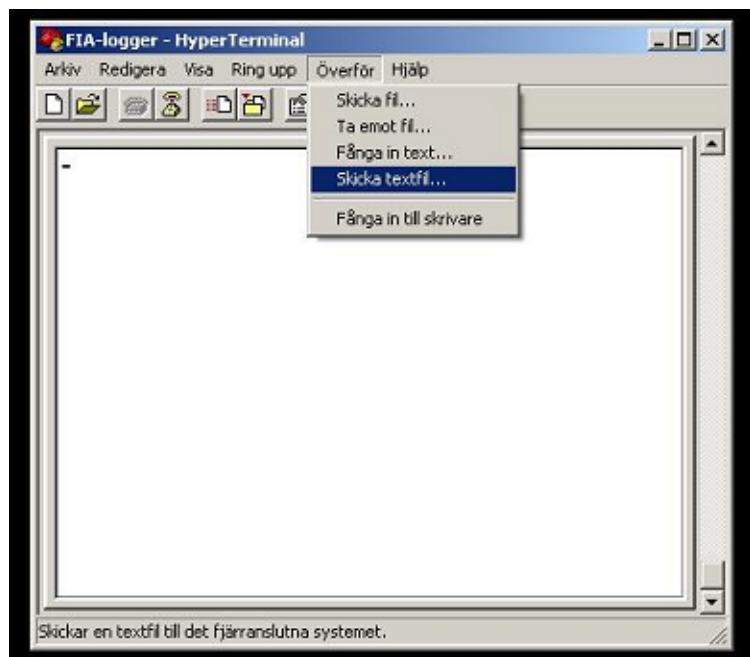 FIA-logger - HyperTerminal
Arkiv Redigera Visa Ring upp Överför Hjälp
Skicka fil...
Ta emot fil...
Fånga in text...
Skicka textfil...
Fånga in till skrivare
Skickar en textfil till det fjärranslutna systemet.